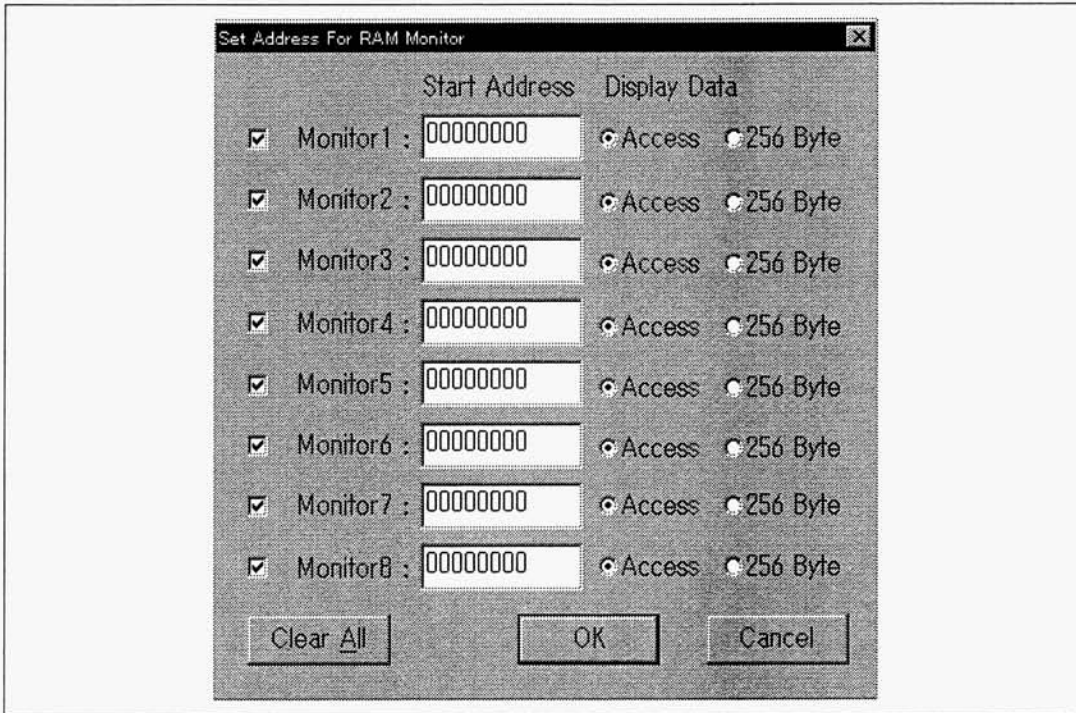 Set Address For RAM Monitor
Start Address Display Data
Monitor1 : 00000000 Access 256 Byte
Monitor2 : 00000000 Access 256 Byte
Monitor3 : 00000000 Access 256 Byte
Monitor4 : 00000000 Access 256 Byte
Monitor5 : 00000000 Access 256 Byte
Monitor6 : 00000000 Access 256 Byte
Monitor7 : 00000000 Access 256 Byte
Monitor8 : 00000000 Access 256 Byte
Clear All OK Cancel